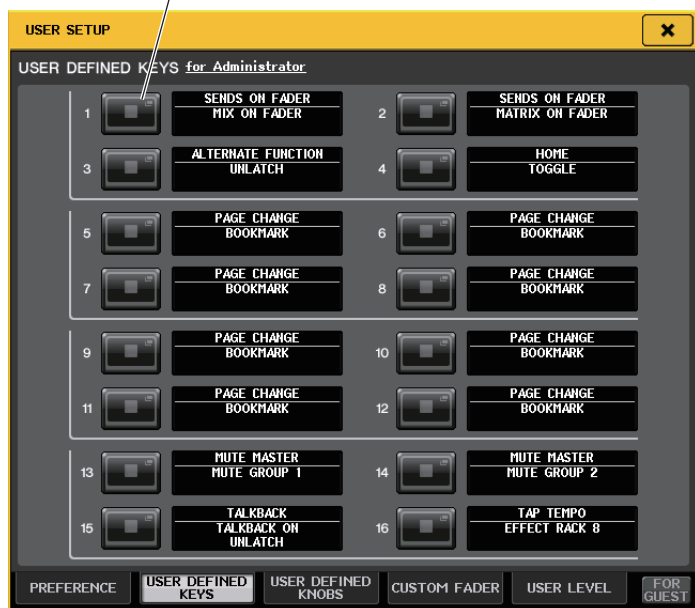 USER SETUP
USER DEFINED KEYS for Administrator
1 SENDS ON FADER
MIX ON FADER
2 SENDS ON FADER
MATRIX ON FADER
3 ALTERNATE FUNCTION
UNLATCH
4 HOME
TOGGLE
5 PAGE CHANGE
BOOKMARK
6 PAGE CHANGE
BOOKMARK
7 PAGE CHANGE
BOOKMARK
8 PAGE CHANGE
BOOKMARK
9 PAGE CHANGE
BOOKMARK
10 PAGE CHANGE
BOOKMARK
11 PAGE CHANGE
BOOKMARK
12 PAGE CHANGE
BOOKMARK
13 MUTE MASTER
MUTE GROUP 1
14 MUTE MASTER
MUTE GROUP 2
15 TALKBACK
TALKBACK ON
UNLATCH
16 TAP TEMPO
EFFECT RACK 8
PREFERENCE
USER DEFINED
KEYS
USER DEFINED
KNOBS
CUSTOM FADER
USER LEVEL
FOR
GUEST